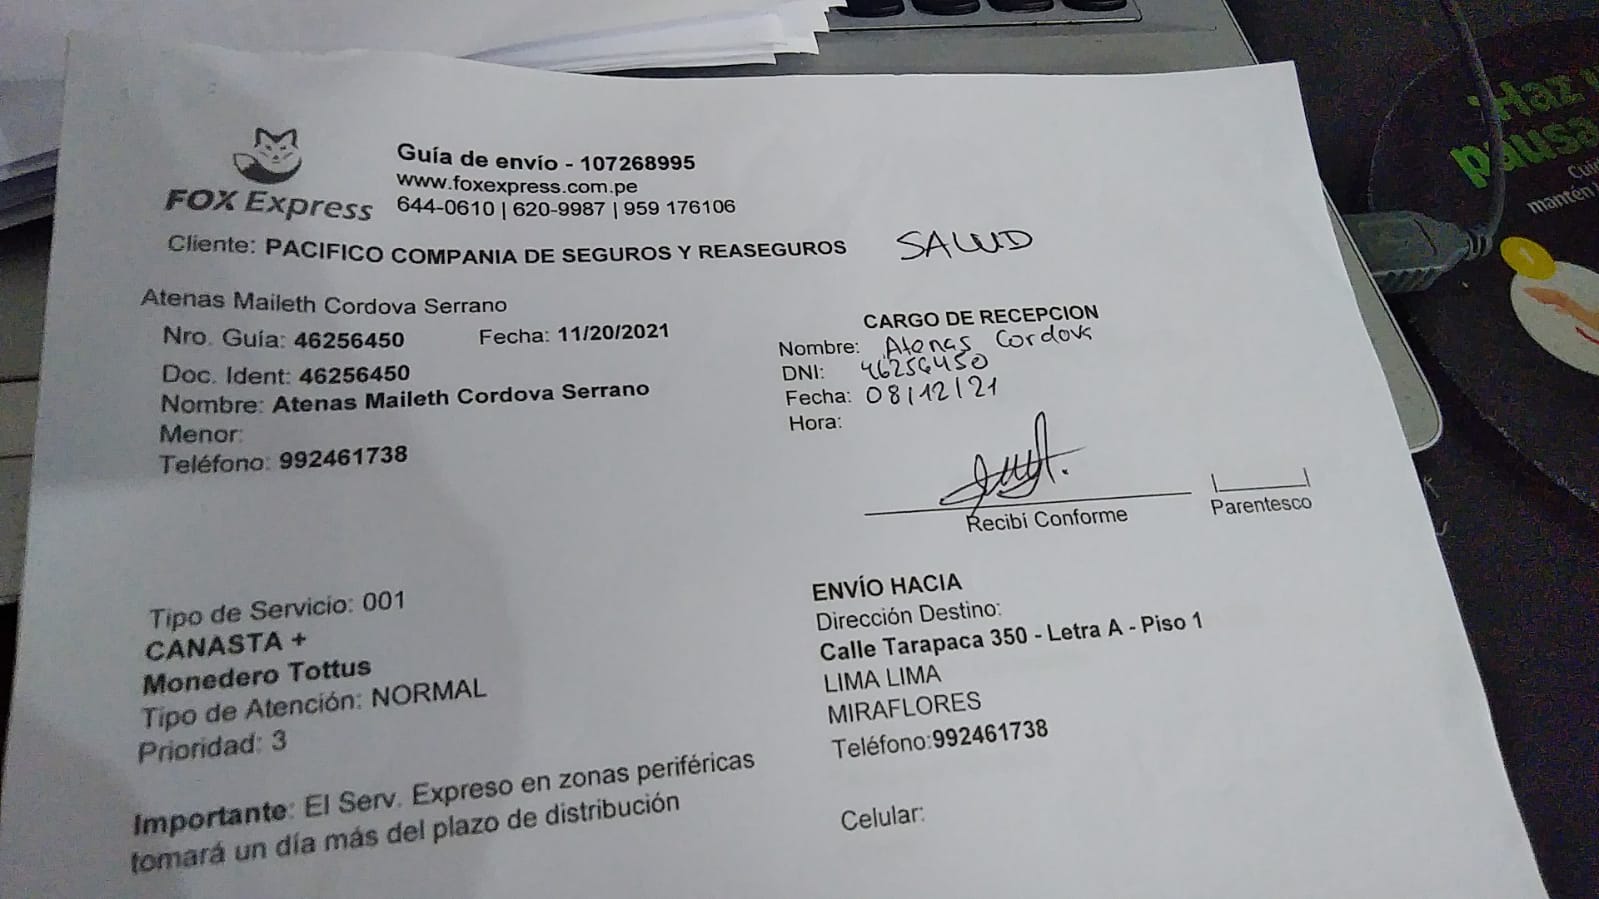 FOX Express
Guía de envío - 107268995
www.foxexpress.com.pe
644-0610 | 620-9987 | 959 176106
Cliente: PACIFICO COMPANIA DE SEGUROS Y REASEGUROS
SALUD
Atenas Maileth Cordova Serrano
Nro. Guía: 46256450 Fecha: 11/20/2021
Doc. Ident: 46256450
Nombre: Atenas Maileth Cordova Serrano
Menor:
Teléfono: 992461738
CARGO DE RECEPCION
Nombre: Atenas Cordova
DNI: 46256450
Fecha: 08/12/21
Hora:
Recibí Conforme
Parentesco
Tipo de Servicio: 001
CANASTA +
Monedero Tottus
Tipo de Atención: NORMAL
Prioridad: 3
ENVÍO HACIA
Dirección Destino:
Calle Tarapaca 350 - Letra A - Piso 1
LIMA LIMA
MIRAFLORES
Teléfono:992461738
Celular:
Importante: El Serv. Expreso en zonas periféricas
tomará un día más del plazo de distribución
¡Haz
pausa
mantén